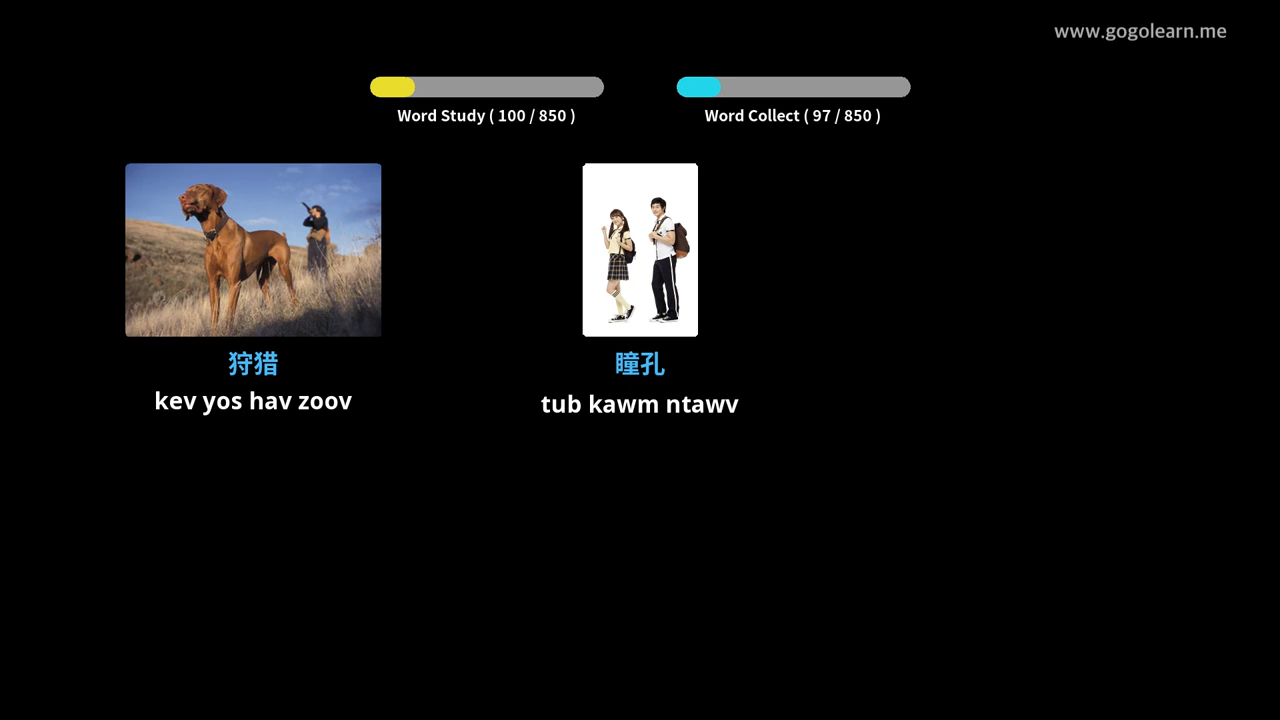 www.gogolearn.me
Word Study ( 100 / 850 )
Word Collect ( 97 / 850 )
狩猎
kev yos hav zoov
瞳孔
tub kawm ntawv